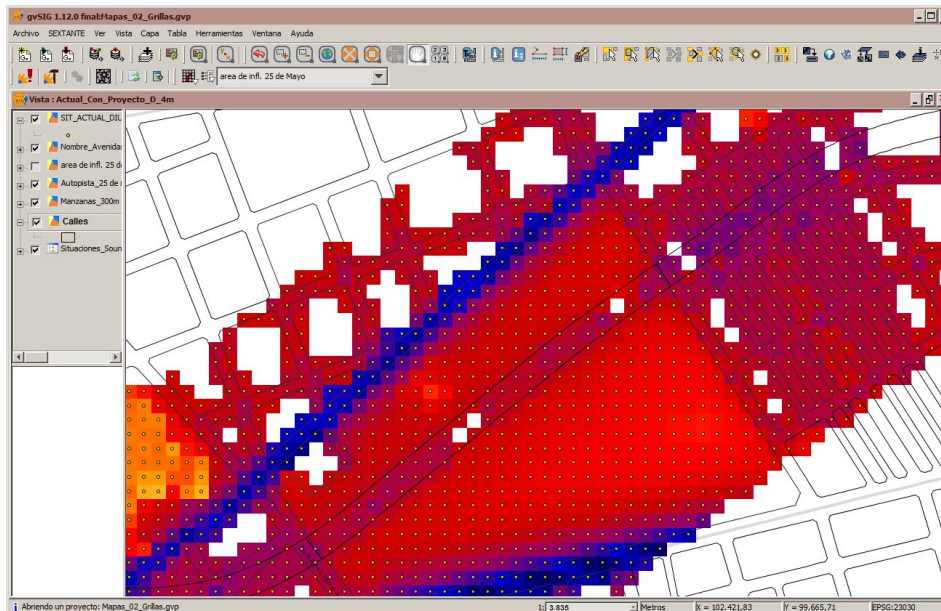 gvSIG 1.12.0 final:Mapas_02_Grillas.gvp
Archivo SEXTANTE Ver Vista Capa Tabla Herramientas Ventana Ayuda
area de infl. 25 de Mayo
Vista : Actual_Con_Proyecto_D_4m
SIT_ACTUAL_DIU
Nombre_Avenida
area de infl. 25 d
Autopista_25 de
Manzanas_300m
Calles
Situaciones_Soun
Abriendo un proyecto: Mapas_02_Grillas.gvp 1: 3.835 Metros X = 102.421,83 Y = 99.665,71 EPSG:23030